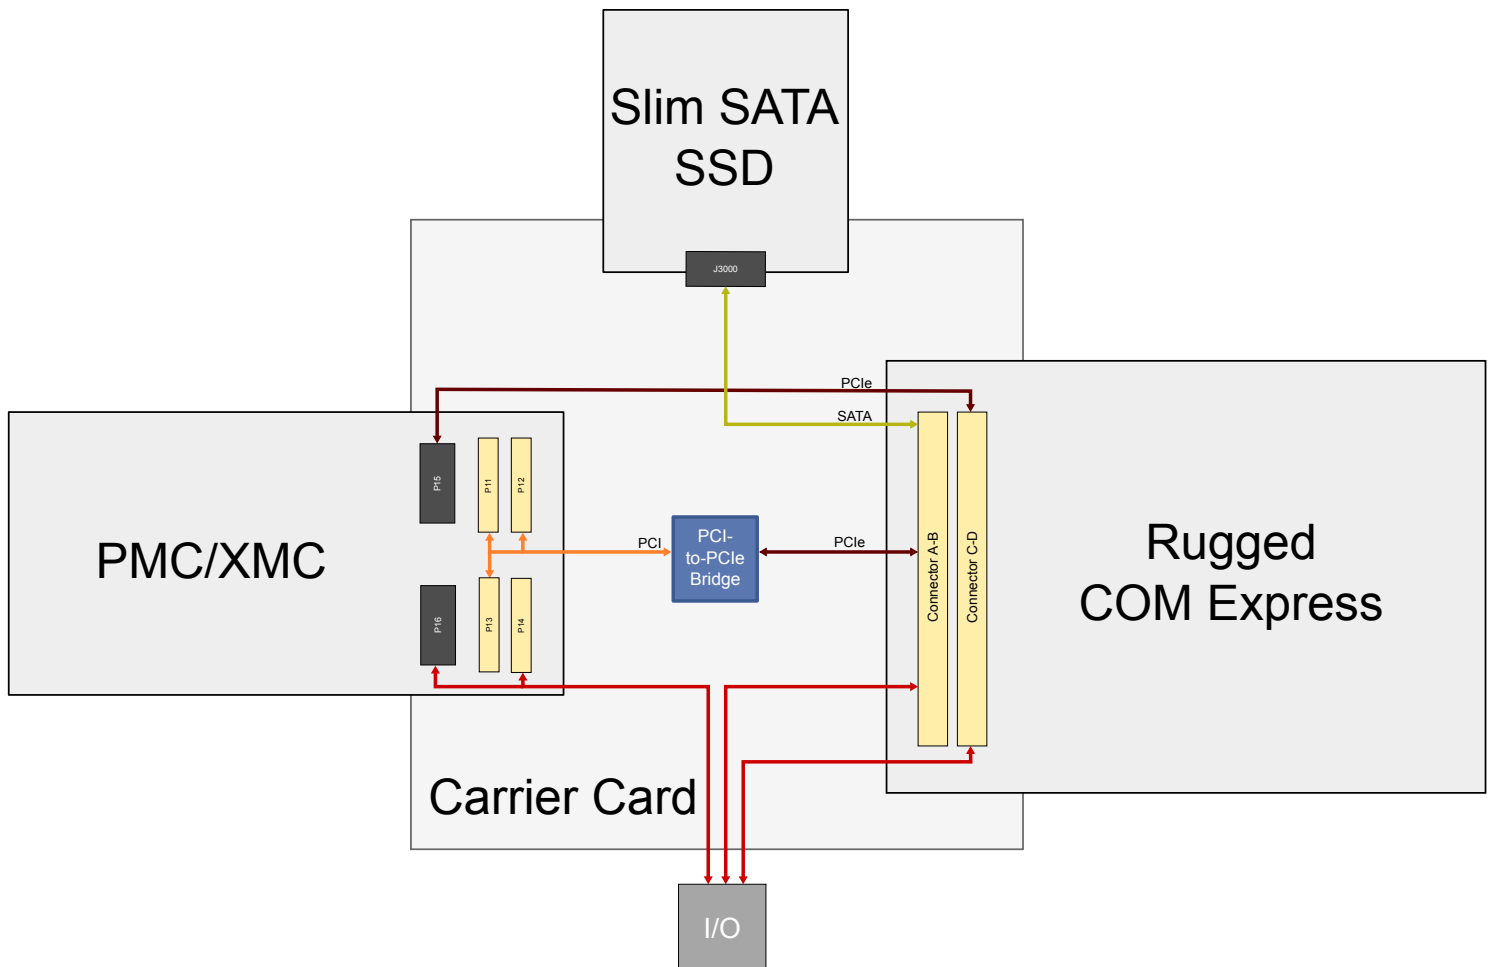 Slim SATA
SSD
J3000
PCIe
SATA
P15
P11
P12
PMC/XMC
PCI
PCI-
to-PCIe
Bridge
PCIe
Connector A-B
Connector C-D
Rugged
COM Express
P16
P13
P14
Carrier Card
I/O